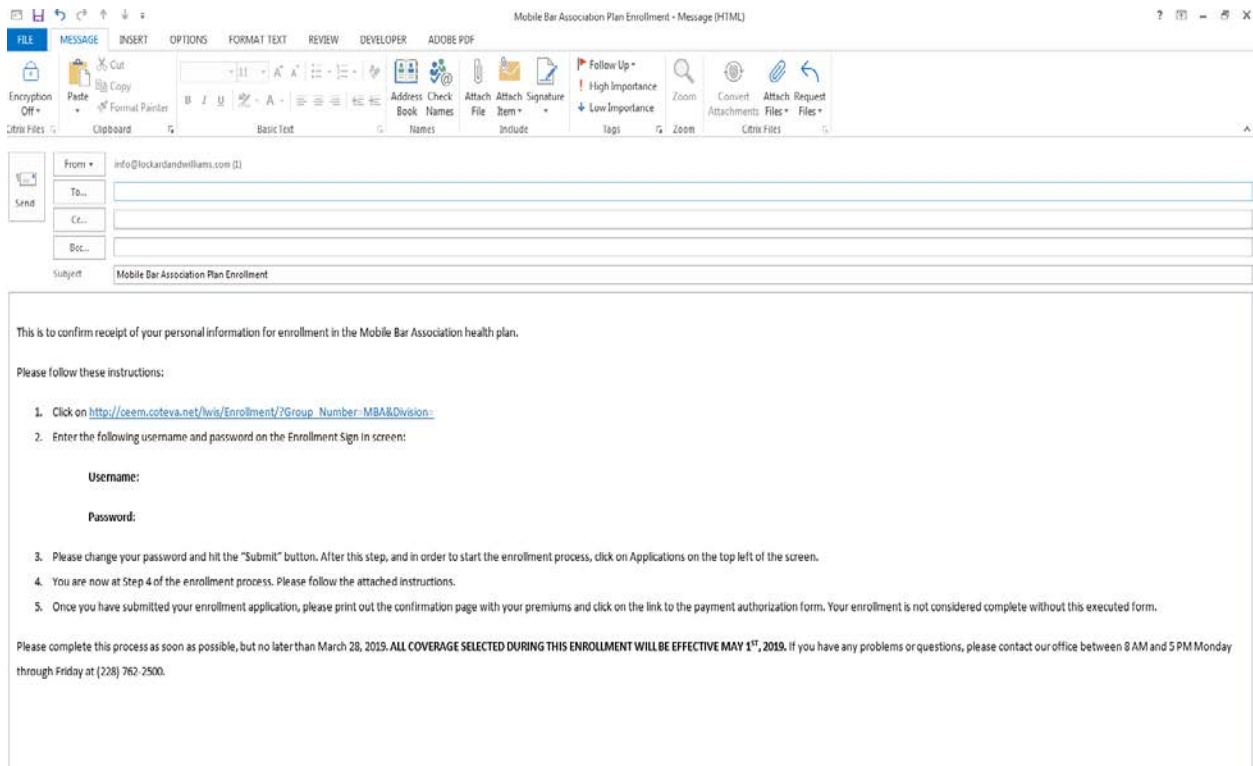 Mobile Bar Association Plan Enrollment - Message (HTML)
FILE MESSAGE INSERT OPTIONS FORMAT TEXT REVIEW DEVELOPER ADOBE PDF
Encryption Off
Paste
Cut
Copy
Format Painter
11
B I U A
Address Book
Check Names
Attach File
Attach Item
Signature
Follow Up
High Importance
Low Importance
Zoom
Convert Attachments
Attach Files
Request Files
Citrix Files Clipboard Basic Text Names Include Tags Zoom Citrix Files
Send
From info@lockardandwilliams.com (1)
To...
Cc...
Bcc...
Subject Mobile Bar Association Plan Enrollment
This is to confirm receipt of your personal information for enrollment in the Mobile Bar Association health plan.
Please follow these instructions:
1. Click on http://ceem.coteva.net/lwis/Enrollment/?Group_Number=MBA&Division=
2. Enter the following username and password on the Enrollment Sign In screen:
Username:
Password:
3. Please change your password and hit the "Submit" button. After this step, and in order to start the enrollment process, click on Applications on the top left of the screen.
4. You are now at Step 4 of the enrollment process. Please follow the attached instructions.
5. Once you have submitted your enrollment application, please print out the confirmation page with your premiums and click on the link to the payment authorization form. Your enrollment is not considered complete without this executed form.
Please complete this process as soon as possible, but no later than March 28, 2019. ALL COVERAGE SELECTED DURING THIS ENROLLMENT WILL BE EFFECTIVE MAY 1ST, 2019. If you have any problems or questions, please contact our office between 8 AM and 5 PM Monday
through Friday at (228) 762-2500.